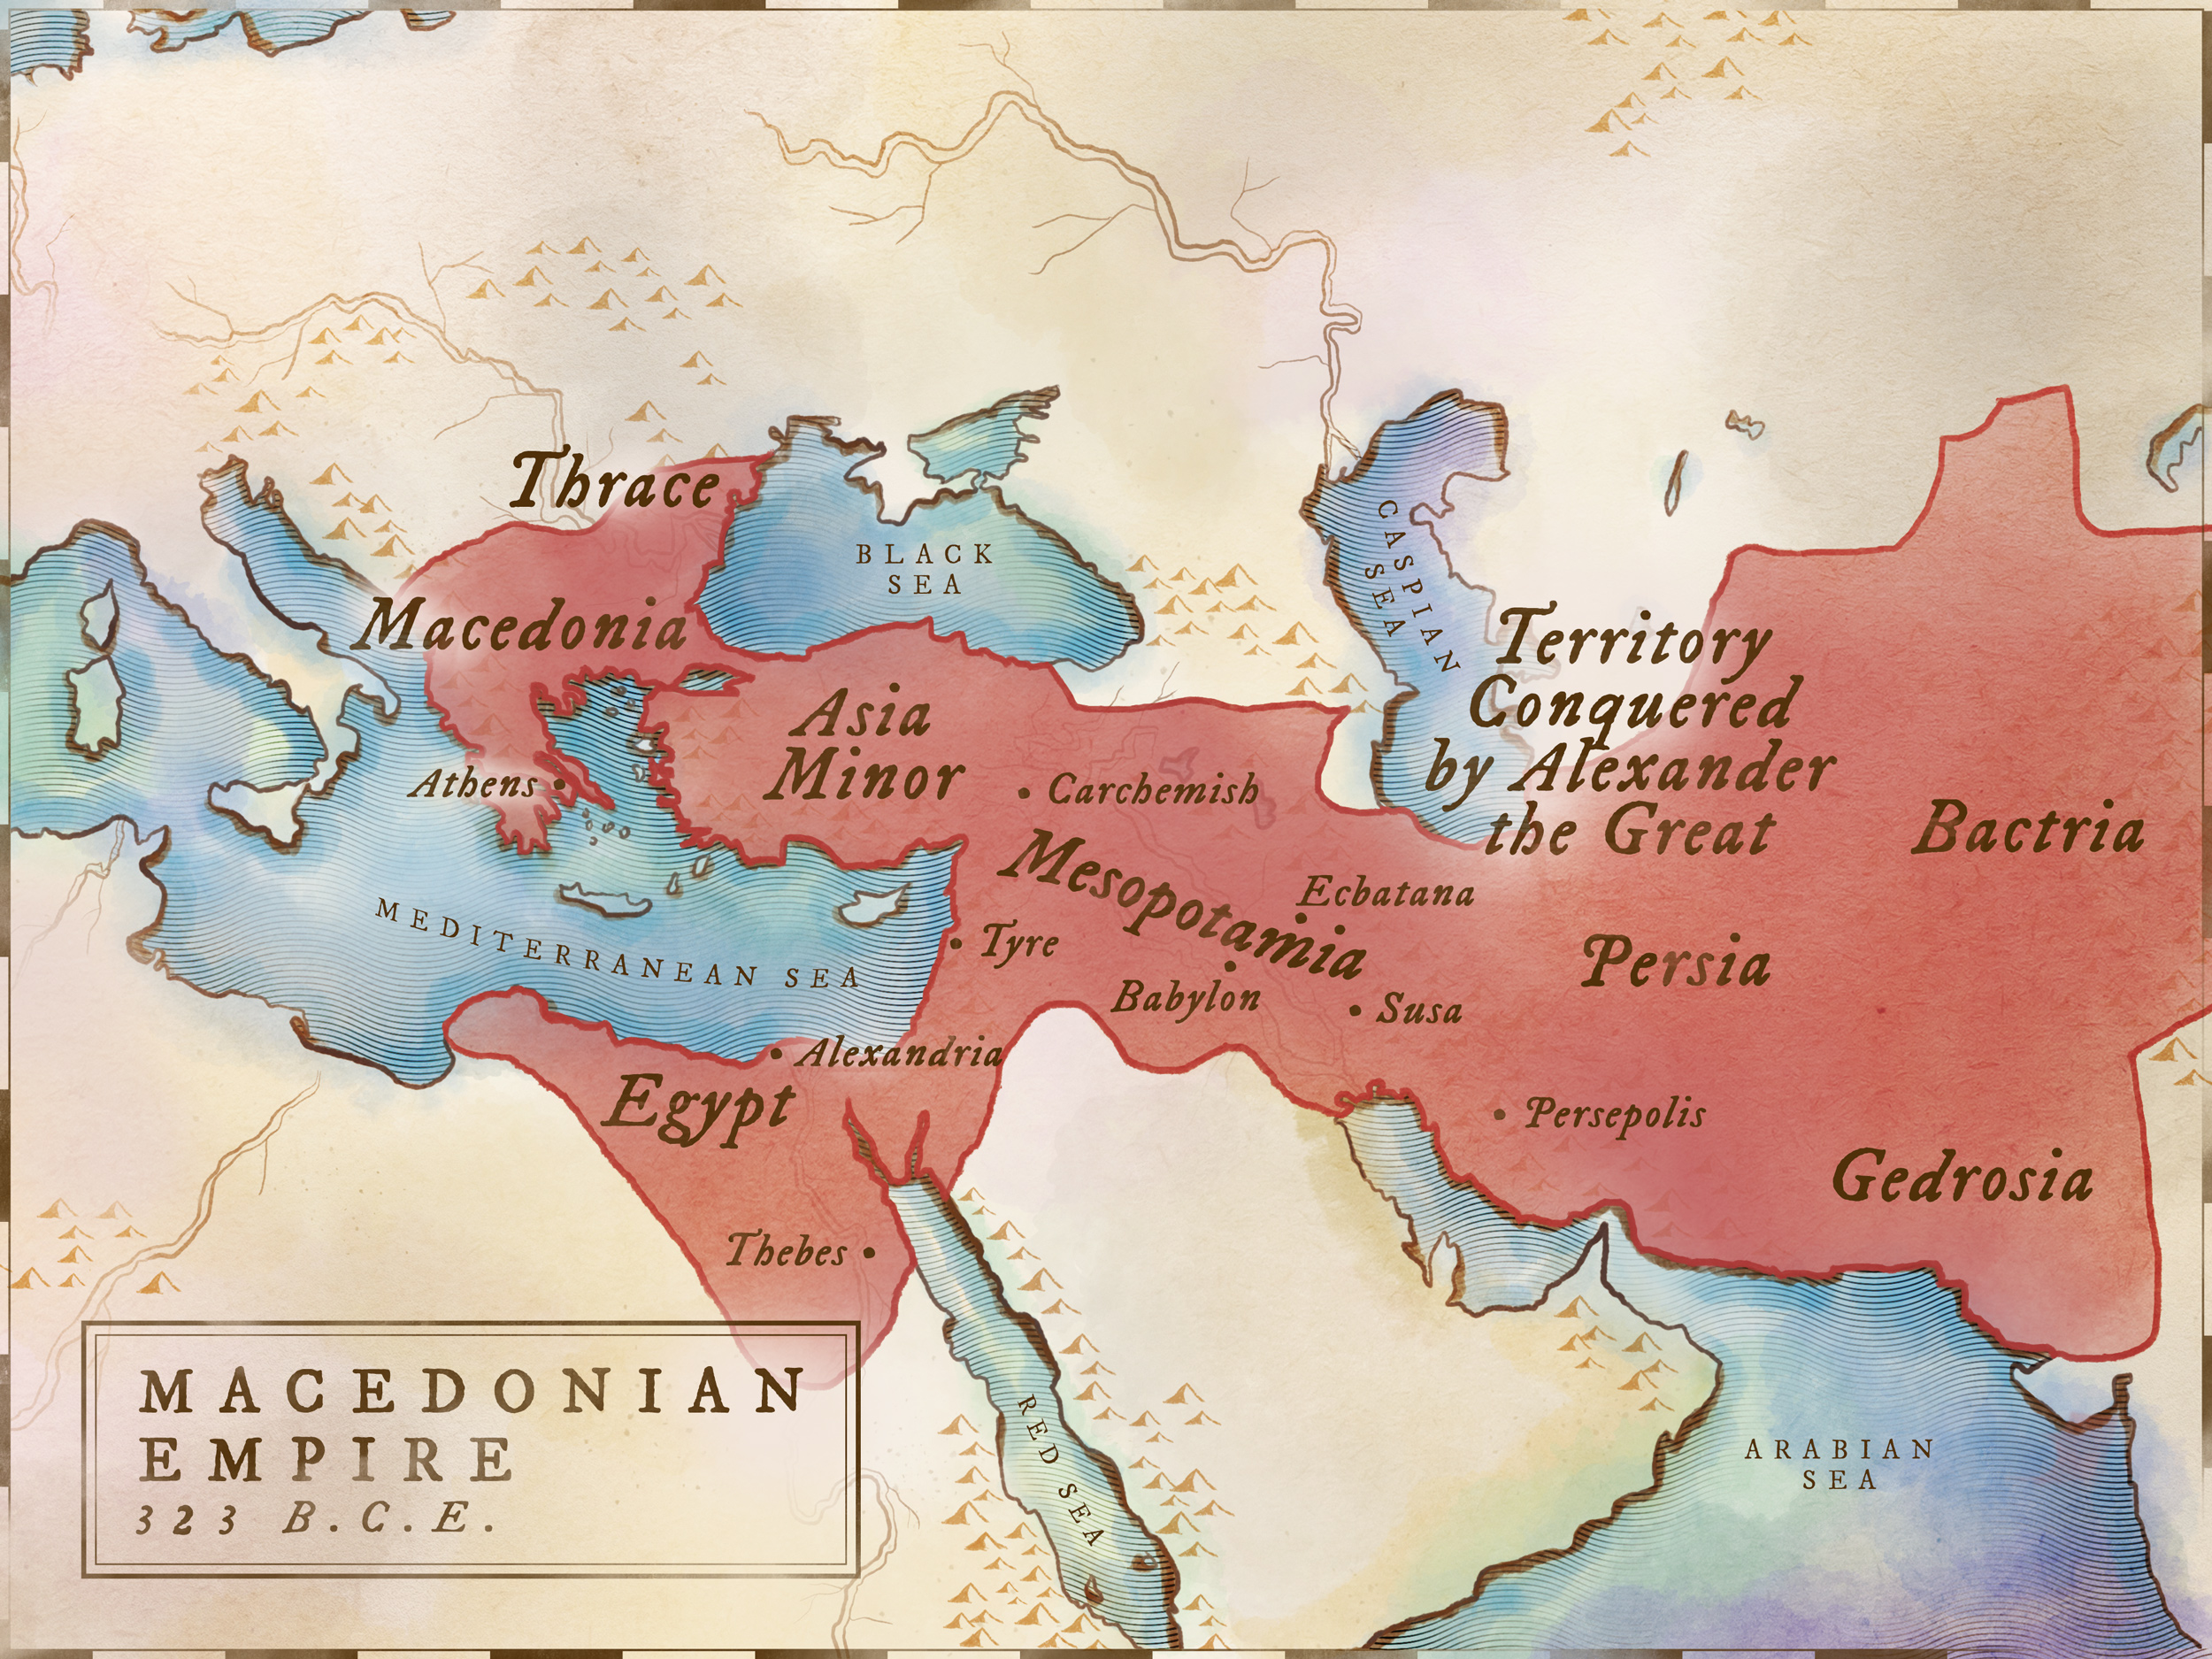 Thrace
BLACK
SEA
CASPIAN
SEA
Macedonia
Territory
Conquered
by Alexander
the Great
Asia
Minor
Athens
Carchemish
Bactria
Mesopotamia
Ecbatana
MEDITERRANEAN SEA
Tyre
Persia
Babylon
Susa
Alexandria
Egypt
Persepolis
Gedrosia
Thebes
MACEDONIAN
EMPIRE
323 B.C.E.
RED SEA
ARABIAN
SEA